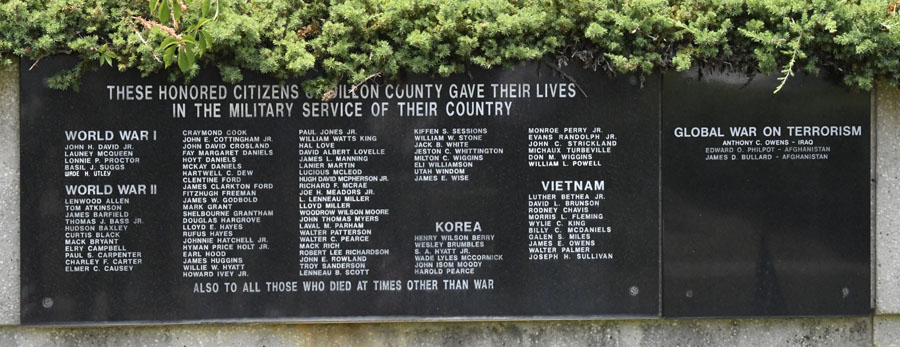 THESE HONORED CITIZENS DILLON COUNTY GAVE THEIR LIVES
IN THE MILITARY SERVICE OF THEIR COUNTRY
WORLD WAR I
JOHN H. DAVID JR.
LAUNEY MCQUEEN
LONNIE P. PROCTOR
BASIL J. SUGGS
WADE H. UTLEY
WORLD WAR II
LENWOOD ALLEN
TOM ATKINSON
JAMES BARFIELD
THOMAS J. BASS JR.
HUDSON BAXLEY
CURTIS BLACK
MACK BRYANT
ELRY CAMPBELL
PAUL S. CARPENTER
CHARLEY F. CARTER
ELMER C. CAUSEY
CRAYMOND COOK
JOHN E. COTTINGHAM JR.
JOHN DAVID CROSLAND
FAY MARGARET DANIELS
HOYT DANIELS
MCKAY DANIELS
HARTWELL C. DEW
CLENTINE FORD
JAMES CLARKTON FORD
FITZHUGH FREEMAN
JAMES W. GODBOLD
MARK GRANT
SHELBOURNE GRANTHAM
DOUGLAS HARGROVE
LLOYD E. HAYES
RUFUS HAYES
JOHNNIE HATCHELL JR.
HYMAN PRICE HOLT JR.
EARL HOOD
JAMES HUGGINS
WILLIE W. HYATT
HOWARD IVEY JR.
PAUL JONES JR.
WILLIAM WATTS KING
HAL LOVE
DAVID ALBERT LOVELLE
JAMES L. MANNING
LANIER MARTIN
LUCIOUS MCLEOD
HUGH DAVID MCPHERSON JR.
RICHARD F. MCRAE
JOE H. MEADORS JR.
L. LENNEAU MILLER
LLOYD MILLER
WOODROW WILSON MOORE
JOHN THOMAS MYERS
LAVAL M. PARHAM
WALTER PATTERSON
WALTER C. PEARCE
MACK RICH
ROBERT LEE RICHARDSON
JOHN E. ROWLAND
TROY SANDERSON
LENNEAU B. SCOTT
KIFFEN S. SESSIONS
WILLIAM W. STONE
JACK B. WHITE
JESTON C. WHITTINGTON
MILTON C. WIGGINS
ELI WILLIAMSON
UTAH WINDOM
JAMES E. WISE
KOREA
HENRY WILSON BERRY
WESLEY BRUMBLES
S. A. HYATT JR.
WADE LYLES MCCORMICK
JOHN ISOM MOODY
HAROLD PEARCE
MONROE PERRY JR.
EVANS RANDOLPH JR.
JOHN C. STRICKLAND
MICHAUX TURBEVILLE
DON M. WIGGINS
WILLIAM L. POWELL
VIETNAM
LUTHER BETHEA JR.
DAVID L. BRUNSON
RODNEY CHAVIS
MORRIS L. FLEMING
WYLIE C. KING
BILLY C. MCDANIELS
GALEN S. MILES
JAMES E. OWENS
WALTER PALMER
JOSEPH H. SULLIVAN
ALSO TO ALL THOSE WHO DIED AT TIMES OTHER THAN WAR
GLOBAL WAR ON TERRORISM
ANTHONY C. OWENS - IRAQ
EDWARD O. PHILPOT - AFGHANISTAN
JAMES D. BULLARD - AFGHANISTAN